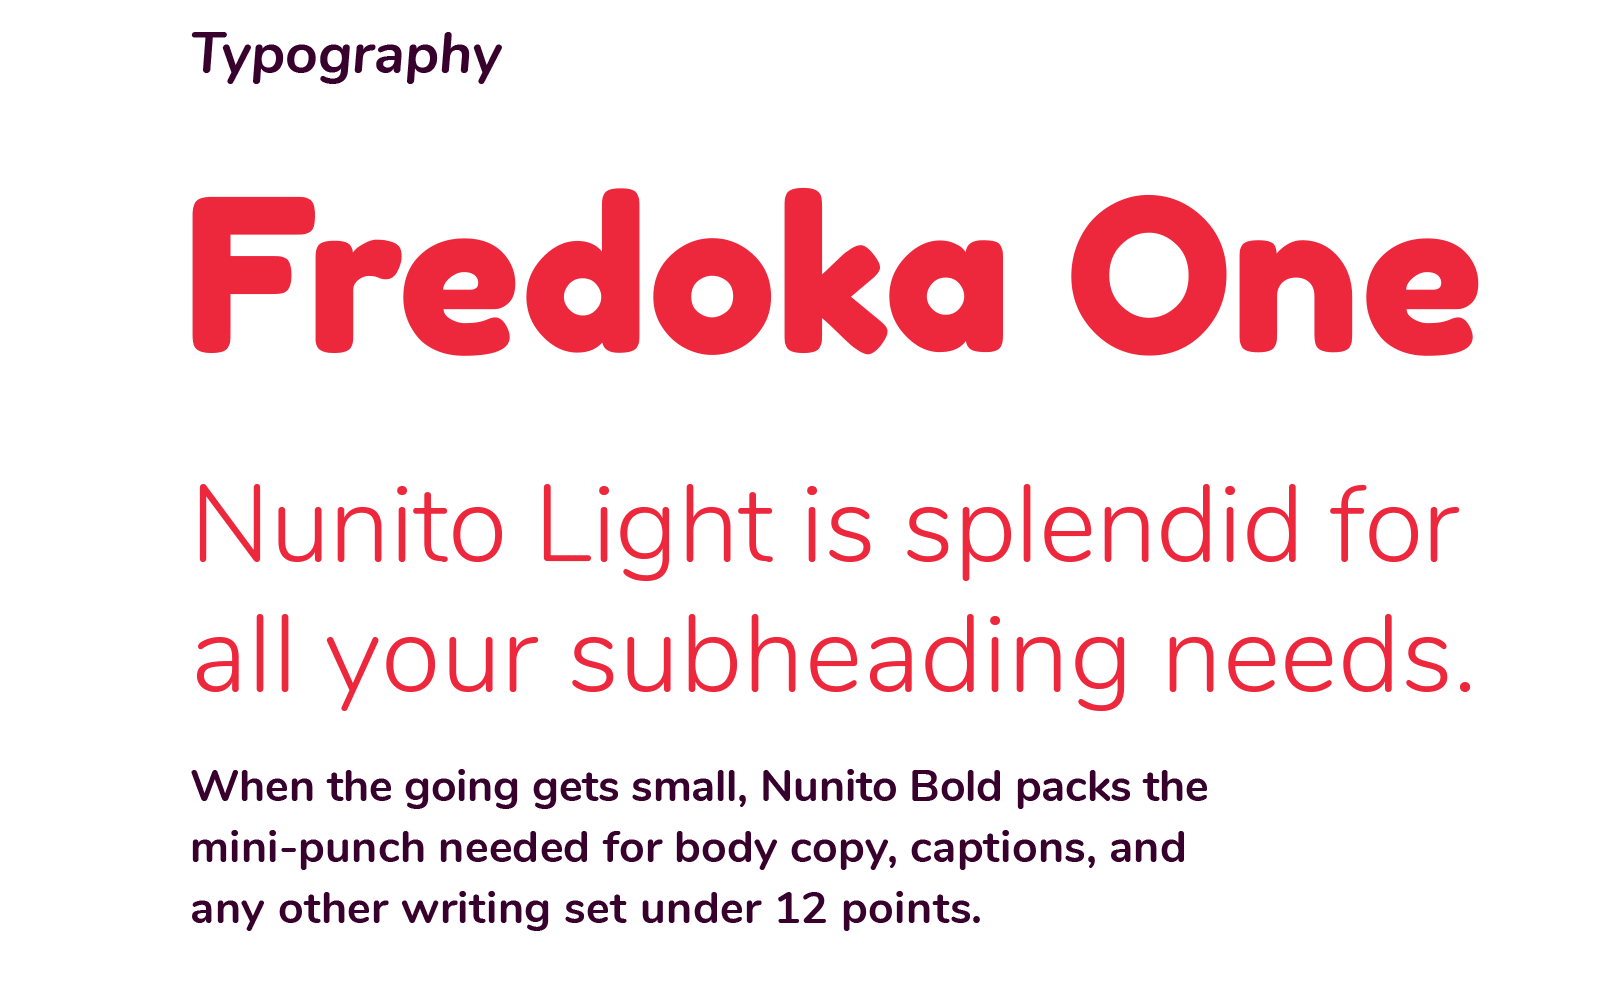 Typography
Fredoka One
Nunito Light is splendid for
all your subheading needs.
When the going gets small, Nunito Bold packs the
mini-punch needed for body copy, captions, and
any other writing set under 12 points.